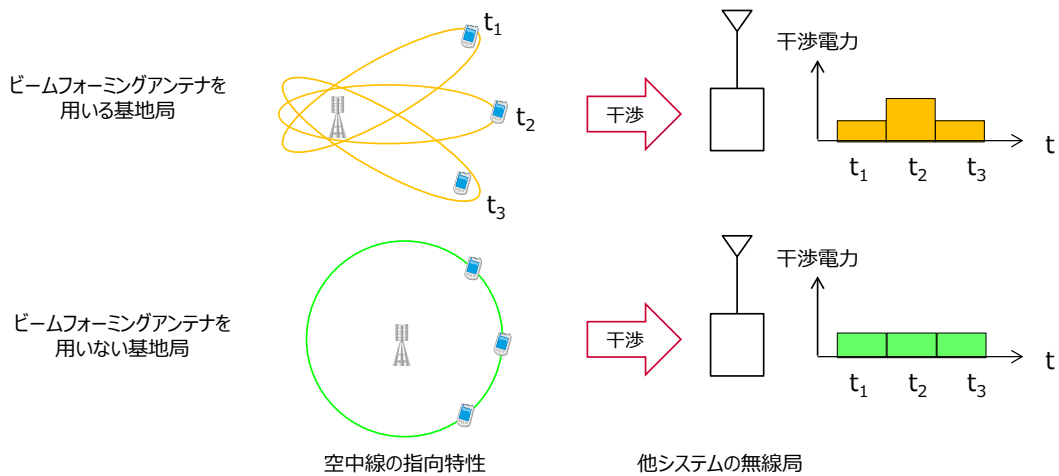 t₁
干渉電力
ビームフォーミングアンテナを
用いる基地局
t₂
干渉
t
t₁ t₂ t₃
t₃
干渉電力
ビームフォーミングアンテナを
用いない基地局
干渉
t
t₁ t₂ t₃
空中線の指向特性
他システムの無線局